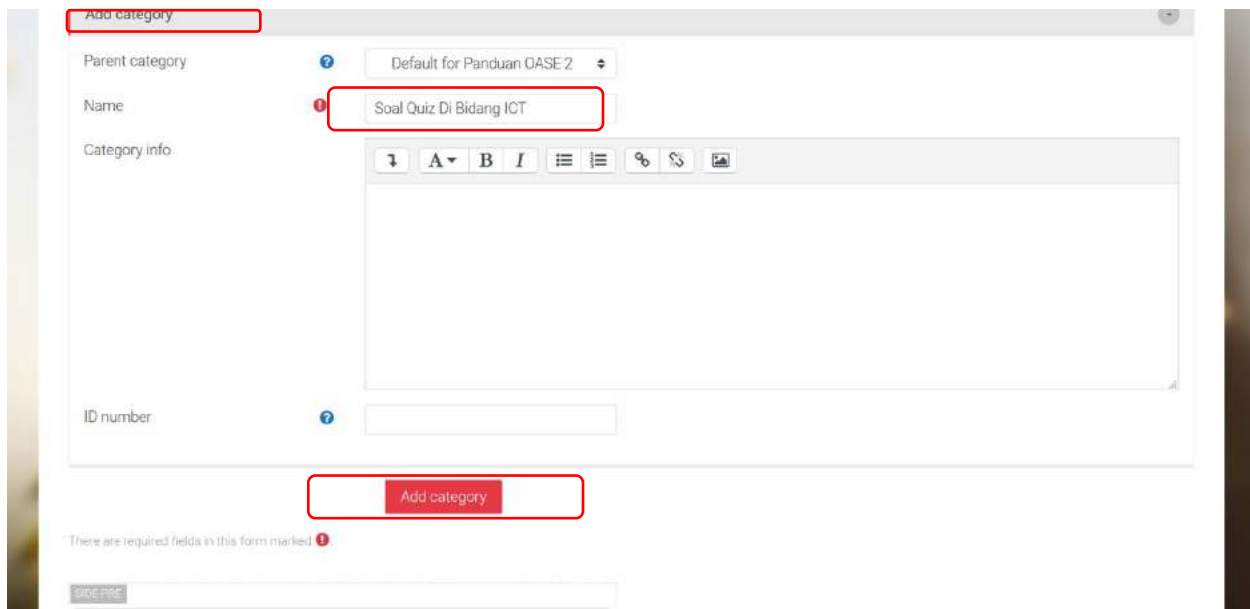 Add category
Parent category
Default for Panduan OASE 2
Name
Soal Quiz Di Bidang ICT
Category info
A B I
ID number
Add category
There are required fields in this form marked
SIDE PRE